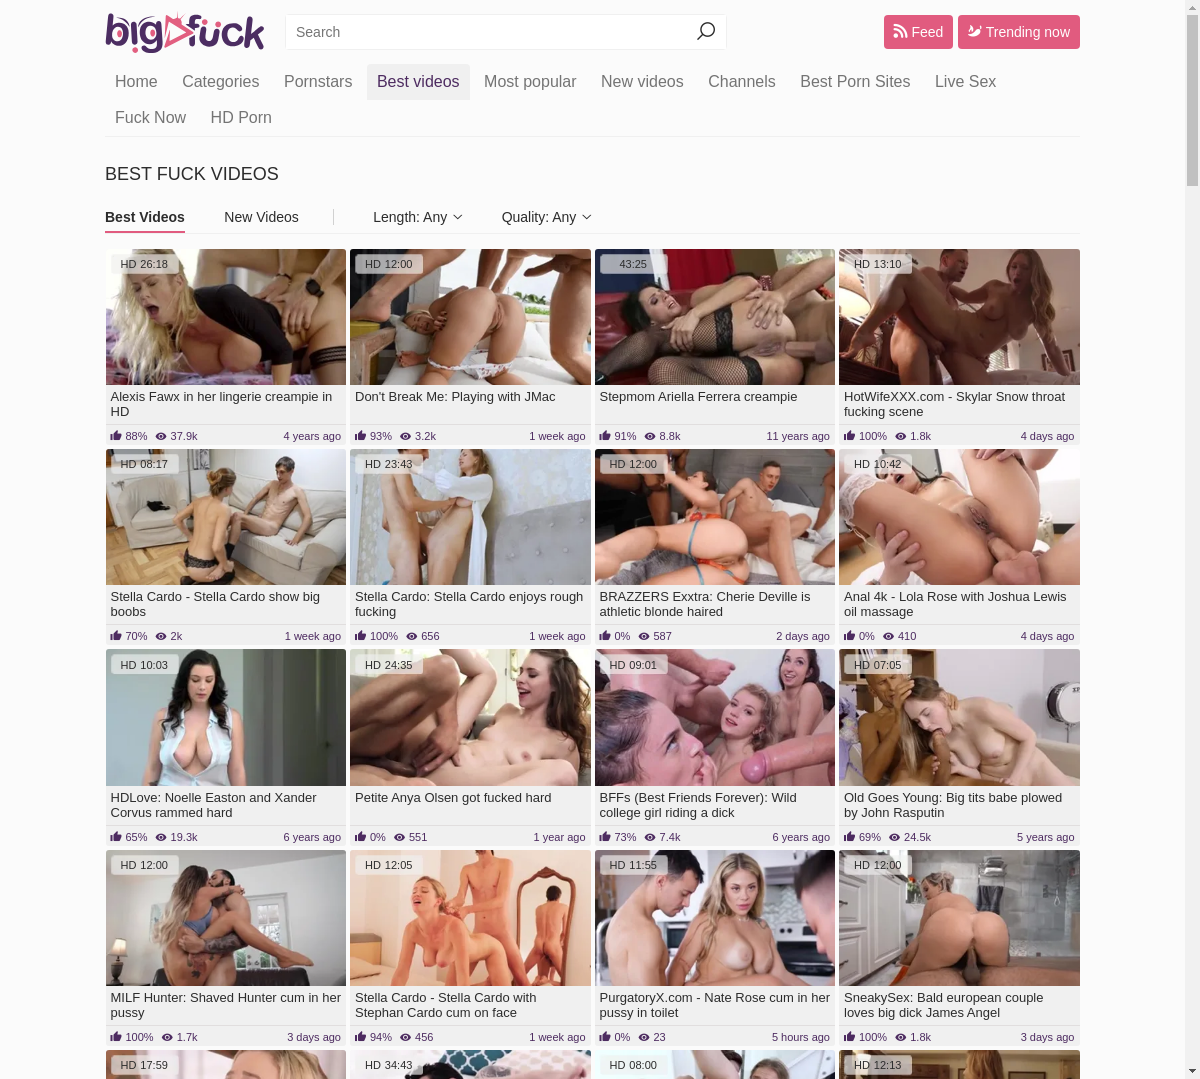 big fuck
Search
Feed
Trending now
Home Categories Pornstars Best videos Most popular New videos Channels Best Porn Sites Live Sex
Fuck Now HD Porn
BEST FUCK VIDEOS
Best Videos New Videos Length: Any Quality: Any
HD 26:18
HD 12:00
43:25
HD 13:10
Alexis Fawx in her lingerie creampie in
HD
88% 37.9k 4 years ago
Don't Break Me: Playing with JMac
93% 3.2k 1 week ago
Stepmom Ariella Ferrera creampie
91% 8.8k 11 years ago
HotWifeXXX.com - Skylar Snow throat
fucking scene
100% 1.8k 4 days ago
HD 08:17
HD 23:43
HD 12:00
HD 10:42
Stella Cardo - Stella Cardo show big
boobs
70% 2k 1 week ago
Stella Cardo: Stella Cardo enjoys rough
fucking
100% 656 1 week ago
BRAZZERS Exxtra: Cherie Deville is
athletic blonde haired
0% 587 2 days ago
Anal 4k - Lola Rose with Joshua Lewis
oil massage
0% 410 4 days ago
HD 10:03
HD 24:35
HD 09:01
HD 07:05
HDLove: Noelle Easton and Xander
Corvus rammed hard
65% 19.3k 6 years ago
Petite Anya Olsen got fucked hard
0% 551 1 year ago
BFFs (Best Friends Forever): Wild
college girl riding a dick
73% 7.4k 6 years ago
Old Goes Young: Big tits babe plowed
by John Rasputin
69% 24.5k 5 years ago
HD 12:00
HD 12:05
HD 11:55
HD 12:00
MILF Hunter: Shaved Hunter cum in her
pussy
100% 1.7k 3 days ago
Stella Cardo - Stella Cardo with
Stephan Cardo cum on face
94% 456 1 week ago
PurgatoryX.com - Nate Rose cum in her
pussy in toilet
0% 23 5 hours ago
SneakySex: Bald european couple
loves big dick James Angel
100% 1.8k 3 days ago
HD 17:59
HD 34:43
HD 08:00
HD 12:13